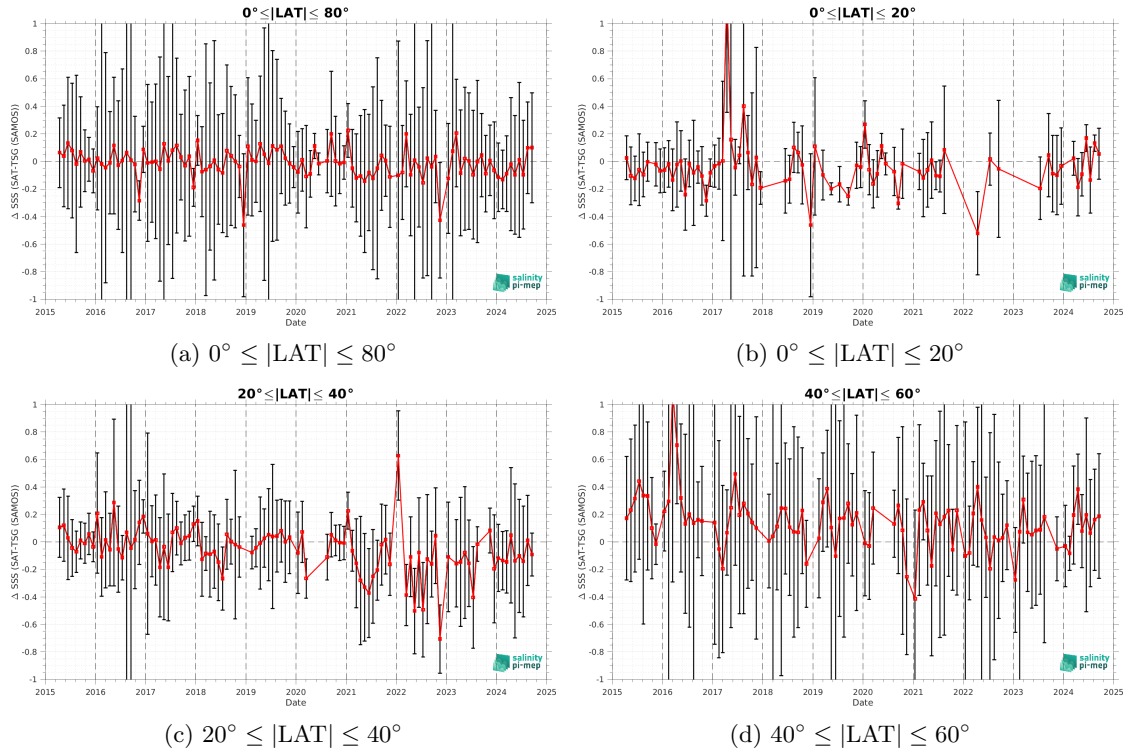 0°≤|LAT|≤ 80°
Δ SSS (SAT-TSG (SAMOS))
1
0.8
0.6
0.4
0.2
0
-0.2
-0.4
-0.6
-0.8
-1
2015 2016 2017 2018 2019 2020 2021 2022 2023 2024 2025
Date
salinity
pi-mep
(a) 0° ≤ |LAT| ≤ 80°
0°≤|LAT|≤ 20°
Δ SSS (SAT-TSG (SAMOS))
1
0.8
0.6
0.4
0.2
0
-0.2
-0.4
-0.6
-0.8
-1
2015 2016 2017 2018 2019 2020 2021 2022 2023 2024 2025
Date
salinity
pi-mep
(b) 0° ≤ |LAT| ≤ 20°
20°≤|LAT|≤ 40°
Δ SSS (SAT-TSG (SAMOS))
1
0.8
0.6
0.4
0.2
0
-0.2
-0.4
-0.6
-0.8
-1
2015 2016 2017 2018 2019 2020 2021 2022 2023 2024 2025
Date
salinity
pi-mep
(c) 20° ≤ |LAT| ≤ 40°
40°≤|LAT|≤ 60°
Δ SSS (SAT-TSG (SAMOS))
1
0.8
0.6
0.4
0.2
0
-0.2
-0.4
-0.6
-0.8
-1
2015 2016 2017 2018 2019 2020 2021 2022 2023 2024 2025
Date
salinity
pi-mep
(d) 40° ≤ |LAT| ≤ 60°